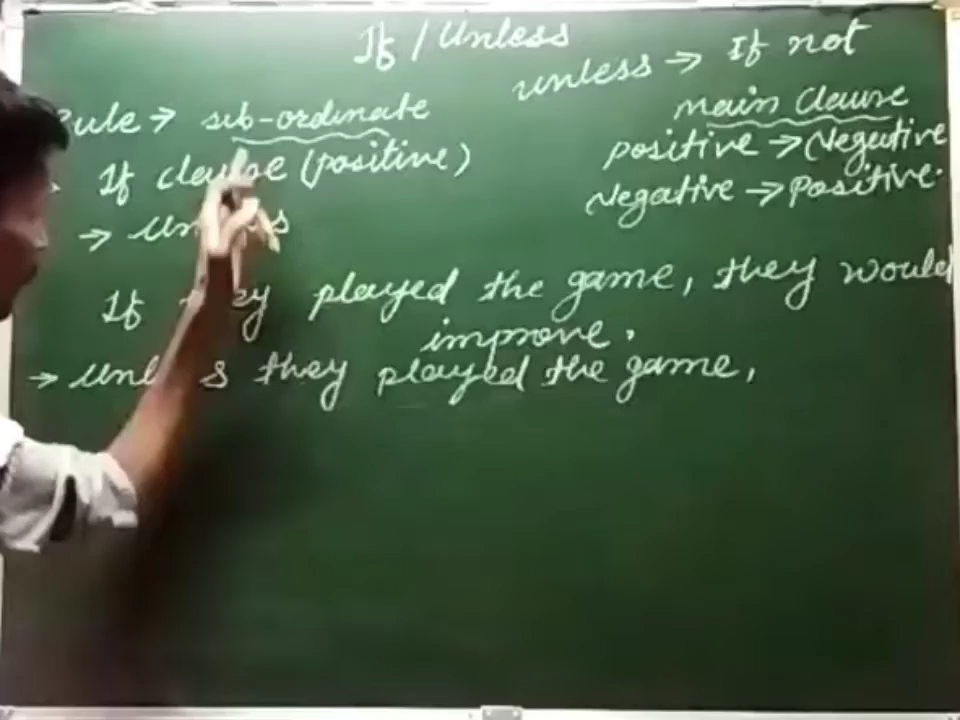 If / Unless
unless → If not
Rule → sub-ordinate
main Clause
If clause (positive)
positive → Negative
Negative → Positive.
→ Unless
If they played the game, they would
improve.
→ Unless they played the game,